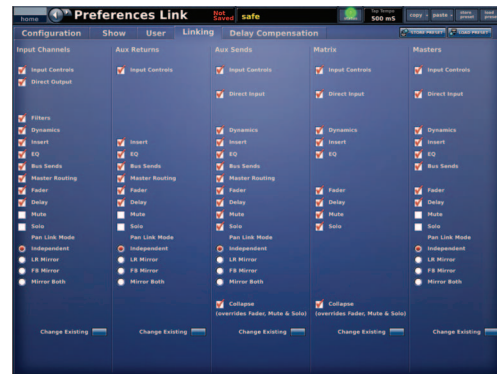 home Preferences Link Not Saved safe Tap Tempo 500 mS copy paste store preset load prese
Configuration Show User Linking Delay Compensation STORE PRESET LOAD PRESET
Input Channels Aux Returns Aux Sends Matrix Masters
Input Controls Input Controls Input Controls Input Controls Input Controls
Direct Output Direct Input Direct Input Direct Input
Filters
Dynamics Dynamics Dynamics Dynamics
Insert Insert Insert Insert Insert
EQ EQ EQ EQ EQ
Bus Sends Bus Sends Bus Sends Bus Sends
Master Routing Master Routing Master Routing
Fader Fader Fader Fader Fader
Delay Delay Delay Delay Delay
Mute Mute Mute Mute Mute
Solo Solo Solo Solo Solo
Pan Link Mode Pan Link Mode Pan Link Mode Pan Link Mode
Independent Independent Independent Independent
LR Mirror LR Mirror LR Mirror LR Mirror
FB Mirror FB Mirror FB Mirror FB Mirror
Mirror Both Mirror Both Mirror Both Mirror Both
Collapse Collapse
(overrides Fader, Mute & Solo) (overrides Fader, Mute & Solo)
Change Existing Change Existing Change Existing Change Existing Change Existing